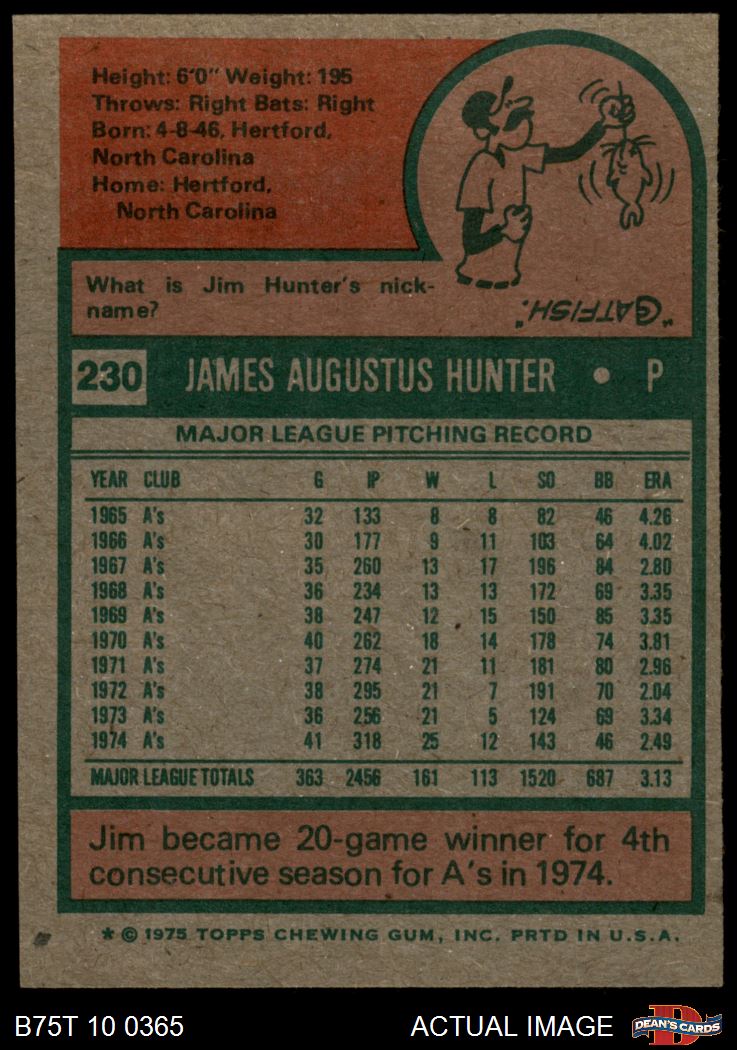 Height: 6'0" Weight: 195
Throws: Right Bats: Right
Born: 4-8-46, Hertford,
North Carolina
Home: Hertford,
North Carolina
What is Jim Hunter's nick-
name?
"CATFISH."
230 JAMES AUGUSTUS HUNTER • P
MAJOR LEAGUE PITCHING RECORD
YEAR CLUB G IP W L SO BB ERA
1965 A's 32 133 8 8 82 46 4.26
1966 A's 30 177 9 11 103 64 4.02
1967 A's 35 260 13 17 196 84 2.80
1968 A's 36 234 13 13 172 69 3.35
1969 A's 38 247 12 15 150 85 3.35
1970 A's 40 262 18 14 178 74 3.81
1971 A's 37 274 21 11 181 80 2.96
1972 A's 38 295 21 7 191 70 2.04
1973 A's 36 256 21 5 124 69 3.34
1974 A's 41 318 25 12 143 46 2.49
MAJOR LEAGUE TOTALS 363 2456 161 113 1520 687 3.13
Jim became 20-game winner for 4th
consecutive season for A's in 1974.
* © 1975 TOPPS CHEWING GUM, INC. PRTD IN U.S.A.
B75T 10 0365 ACTUAL IMAGE DEAN'S CARDS